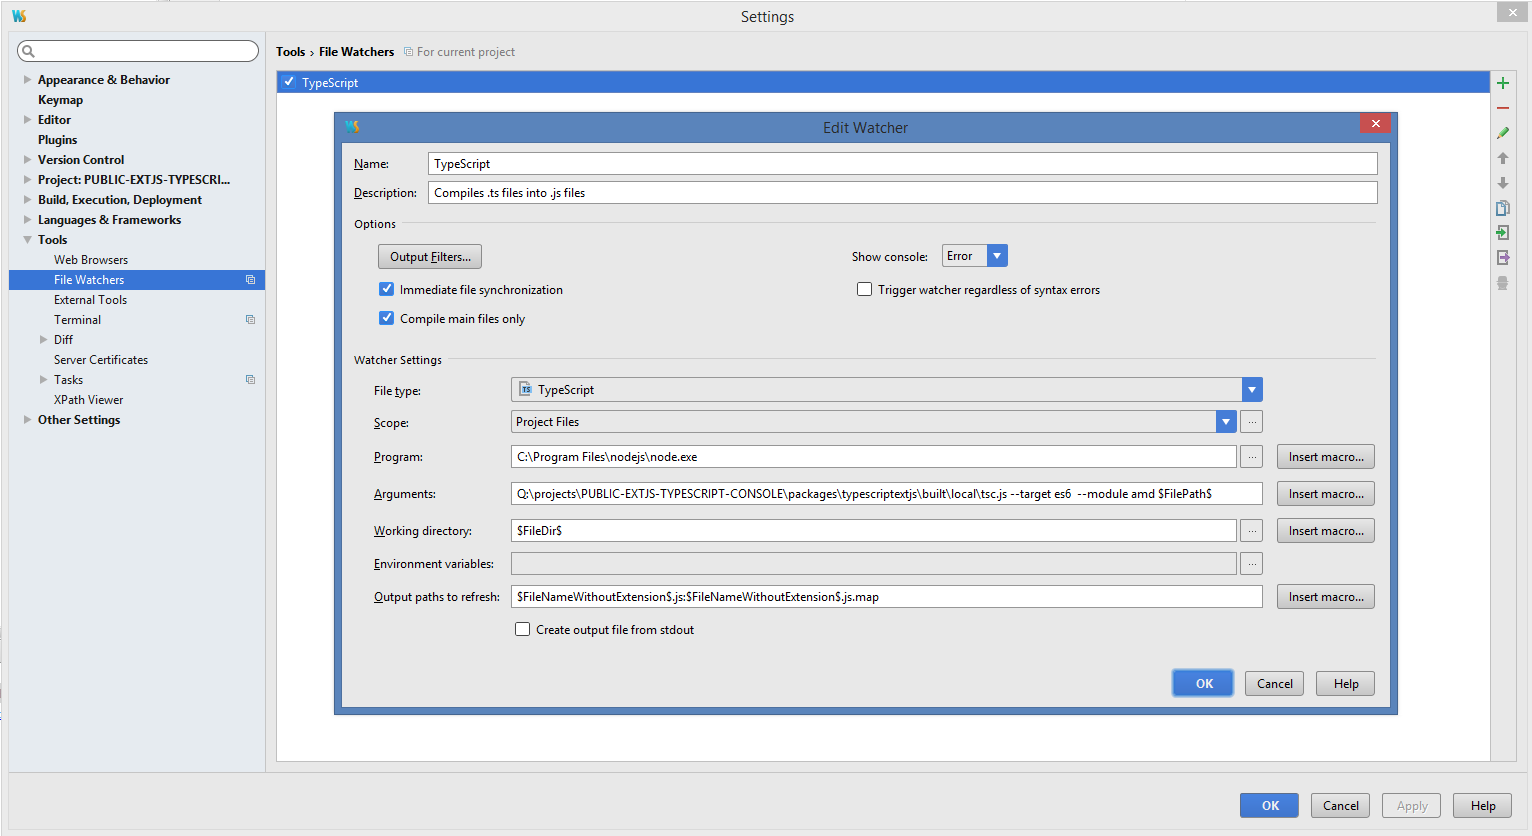 Settings
Tools › File Watchers For current project
Appearance & Behavior
Keymap
Editor
Plugins
Version Control
Project: PUBLIC-EXTJS-TYPESCRI...
Build, Execution, Deployment
Languages & Frameworks
Tools
Web Browsers
File Watchers
External Tools
Terminal
Diff
Server Certificates
Tasks
XPath Viewer
Other Settings
TypeScript
Edit Watcher
Name: TypeScript
Description: Compiles .ts files into .js files
Options
Output Filters... Show console: Error
Immediate file synchronization Trigger watcher regardless of syntax errors
Compile main files only
Watcher Settings
File type: TypeScript
Scope: Project Files ...
Program: C:\Program Files\nodejs\node.exe ... Insert macro...
Arguments: Q:\projects\PUBLIC-EXTJS-TYPESCRIPT-CONSOLE\packages\typescriptextjs\built\local\tsc.js --target es6  --module amd $FilePath$ Insert macro...
Working directory: $FileDir$ ... Insert macro...
Environment variables: ...
Output paths to refresh: $FileNameWithoutExtension$.js:$FileNameWithoutExtension$.js.map Insert macro...
Create output file from stdout
OK Cancel Help
OK Cancel Apply Help